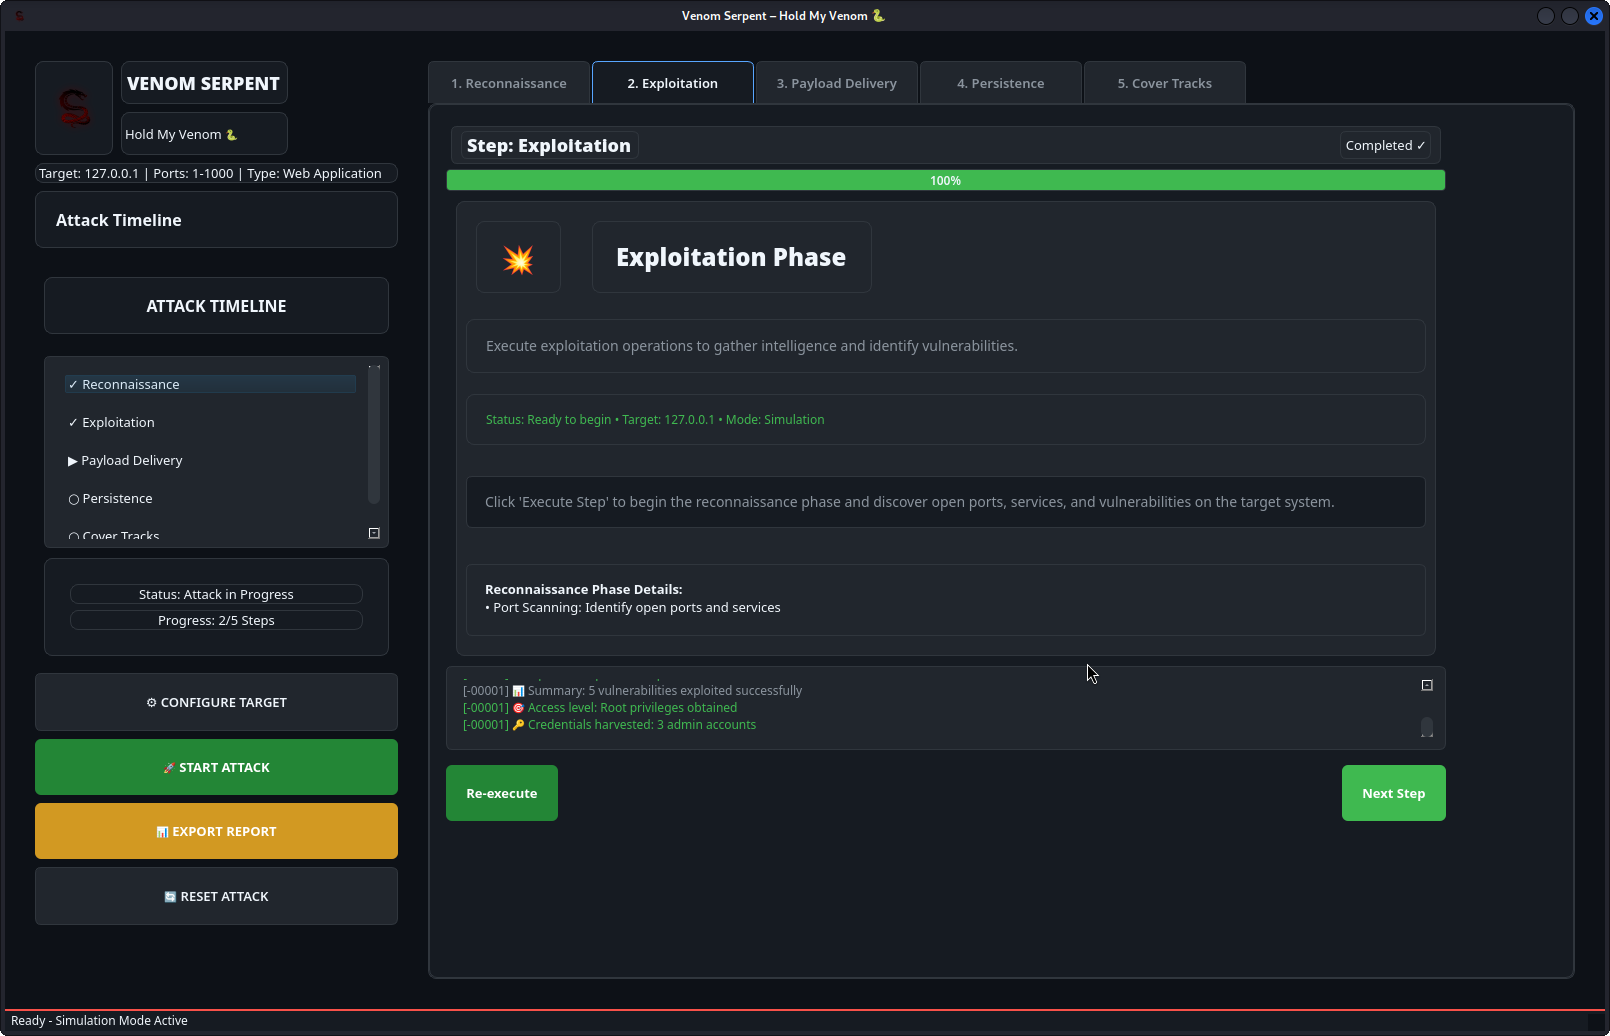 Venom Serpent – Hold My Venom 🐍
VENOM SERPENT
Hold My Venom 🐍
Target: 127.0.0.1 | Ports: 1-1000 | Type: Web Application
Attack Timeline
ATTACK TIMELINE
✓ Reconnaissance
✓ Exploitation
▶ Payload Delivery
○ Persistence
○ Cover Tracks
Status: Attack in Progress
Progress: 2/5 Steps
⚙ CONFIGURE TARGET
🚀 START ATTACK
📊 EXPORT REPORT
🔄 RESET ATTACK
1. Reconnaissance
2. Exploitation
3. Payload Delivery
4. Persistence
5. Cover Tracks
Step: Exploitation
Completed ✓
100%
💥 Exploitation Phase
Execute exploitation operations to gather intelligence and identify vulnerabilities.
Status: Ready to begin • Target: 127.0.0.1 • Mode: Simulation
Click 'Execute Step' to begin the reconnaissance phase and discover open ports, services, and vulnerabilities on the target system.
Reconnaissance Phase Details:
• Port Scanning: Identify open ports and services
[-00001] 📊 Summary: 5 vulnerabilities exploited successfully
[-00001] 🎯 Access level: Root privileges obtained
[-00001] 🔑 Credentials harvested: 3 admin accounts
Re-execute
Next Step
Ready - Simulation Mode Active